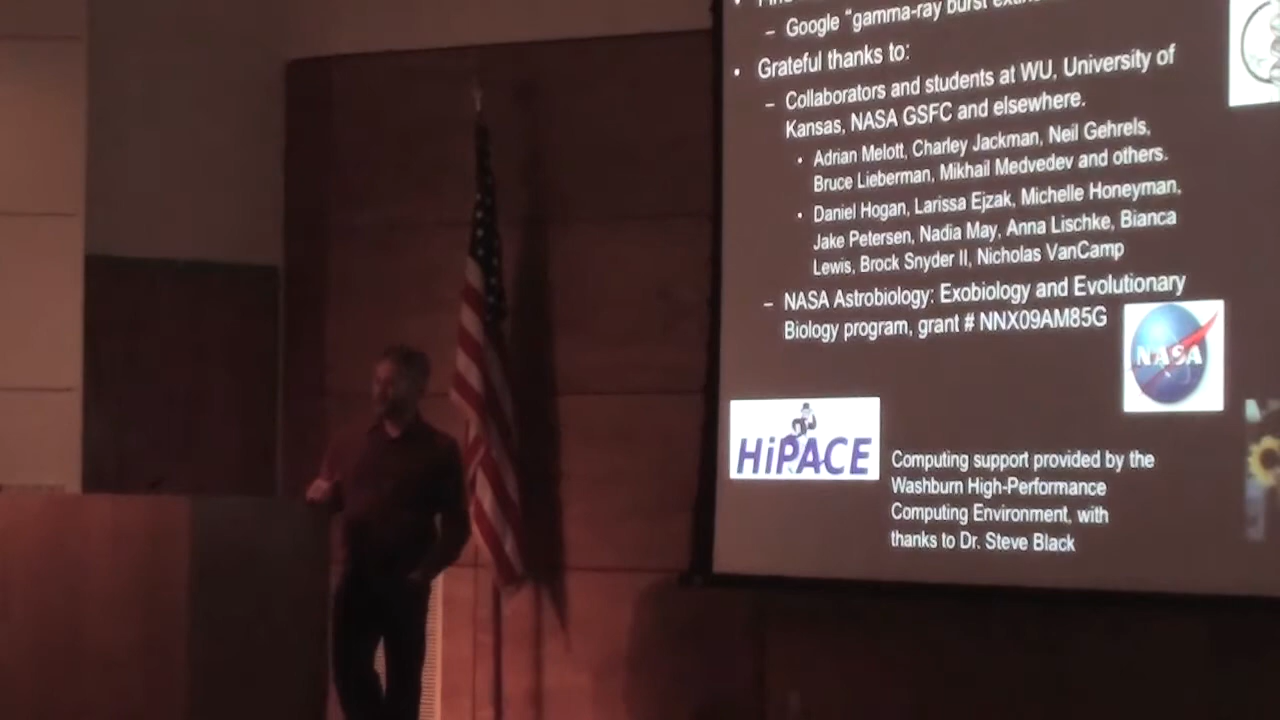 – Google “gamma-ray burst
• Grateful thanks to:
– Collaborators and students at WU, University of
Kansas, NASA GSFC and elsewhere.
• Adrian Melott, Charley Jackman, Neil Gehrels,
Bruce Lieberman, Mikhail Medvedev and others.
• Daniel Hogan, Larissa Ejzak, Michelle Honeyman,
Jake Petersen, Nadia May, Anna Lischke, Bianca
Lewis, Brock Snyder II, Nicholas VanCamp
– NASA Astrobiology: Exobiology and Evolutionary
Biology program, grant # NNX09AM85G
NASA
HiPACE
Computing support provided by the
Washburn High-Performance
Computing Environment, with
thanks to Dr. Steve Black